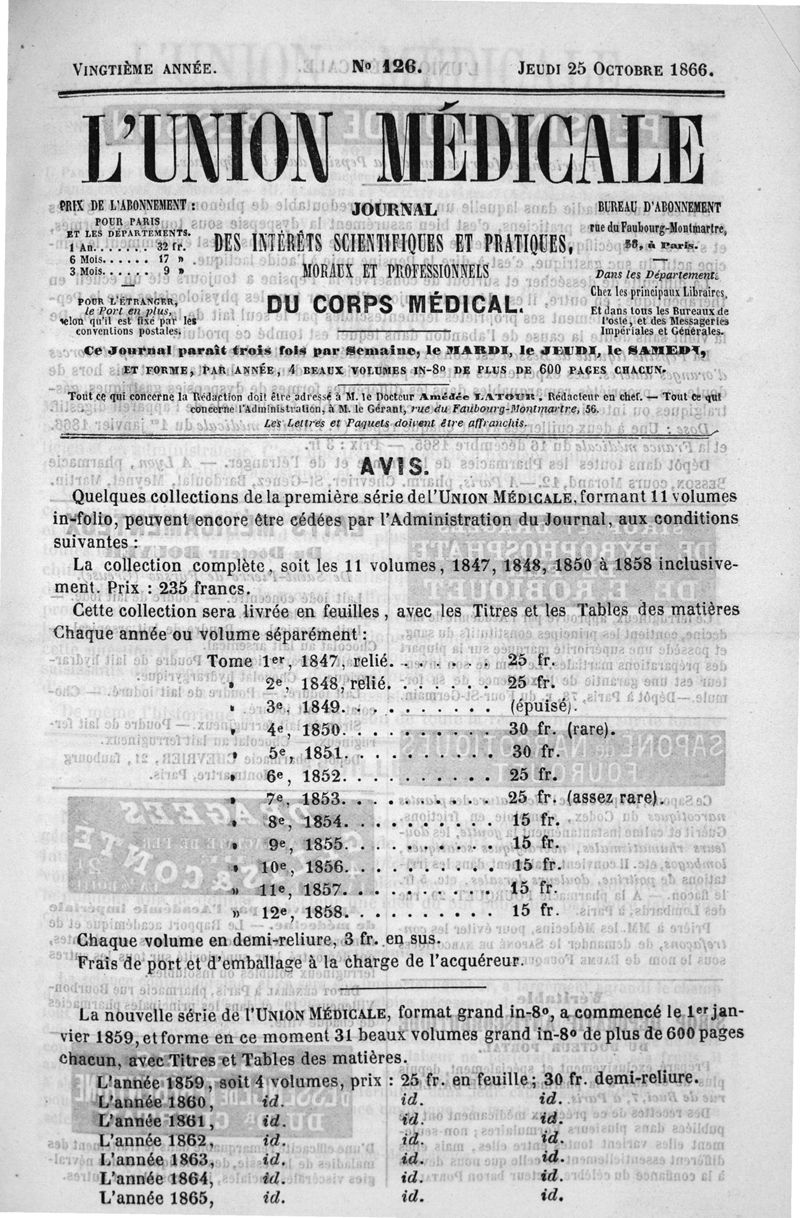 VINGTIÈME ANNÉE. No 126. JEUDI 25 OCTOBRE 1866.
L'UNION MÉDICALE
PRIX DE L'ABONNEMENT :
POUR PARIS
ET LES DÉPARTEMENTS.
1 An........ 32 fr.
6 Mois...... 17 »
3 Mois...... 9 »
POUR L'ÉTRANGER,
le Port en plus,
selon qu'il est fixé par les
conventions postales.
JOURNAL
DES INTÉRÊTS SCIENTIFIQUES ET PRATIQUES,
MORAUX ET PROFESSIONNELS
DU CORPS MÉDICAL.
BUREAU D'ABONNEMENT
rue du Faubourg-Montmartre,
56, à Paris.
Dans les Départements,
Chez les principaux Libraires,
Et dans tous les Bureaux de
Poste, et des Messageries
Impériales et Générales.
Ce Journal paraît trois fois par Semaine, le MARDI, le JEUDI, le SAMEDI,
ET FORME, PAR ANNÉE, 4 BEAUX VOLUMES IN-8o DE PLUS DE 600 PAGES CHACUN.
Tout ce qui concerne la Rédaction doit être adressé à M. le Docteur Amédée LATOUR, Rédacteur en chef. — Tout ce qui
concerne l'Administration, à M. le Gérant, rue du Faubourg-Montmartre, 56.
Les Lettres et Paquets doivent être affranchis.
AVIS.
Quelques collections de la première série de l'UNION MÉDICALE, formant 11 volumes
in-folio, peuvent encore être cédées par l'Administration du Journal, aux conditions
suivantes :
La collection complète, soit les 11 volumes, 1847, 1848, 1850 à 1858 inclusive-
ment. Prix : 235 francs.
Cette collection sera livrée en feuilles, avec les Titres et les Tables des matières
Chaque année ou volume séparément :
Tome 1er, 1847, relié. . . . . . . 25 fr.
» 2e, 1848, relié. . . . . . . 25 fr.
» 3e, 1849. . . . . . . . . . (épuisé).
» 4e, 1850. . . . . . . . . . 30 fr. (rare).
» 5e, 1851. . . . . . . . . . 30 fr.
» 6e, 1852. . . . . . . . . . 25 fr.
» 7e, 1853. . . . . . . . . . 25 fr. (assez rare).
» 8e, 1854. . . . . . . . . . 15 fr.
» 9e, 1855. . . . . . . . . . 15 fr.
» 10e, 1856. . . . . . . . . . 15 fr.
» 11e, 1857. . . . . . . . . . 15 fr.
» 12e, 1858. . . . . . . . . . 15 fr.
Chaque volume en demi-reliure, 3 fr. en sus.
Frais de port et d'emballage à la charge de l'acquéreur.
La nouvelle série de l'UNION MÉDICALE, format grand in-8o, a commencé le 1er jan-
vier 1859, et forme en ce moment 31 beaux volumes grand in-8o de plus de 600 pages
chacun, avec Titres et Tables des matières.
L'année 1859, soit 4 volumes, prix : 25 fr. en feuille; 30 fr. demi-reliure.
L'année 1860, id. id. id.
L'année 1861, id. id. id.
L'année 1862, id. id. id.
L'année 1863, id. id. id.
L'année 1864, id. id. id.
L'année 1865, id. id. id.